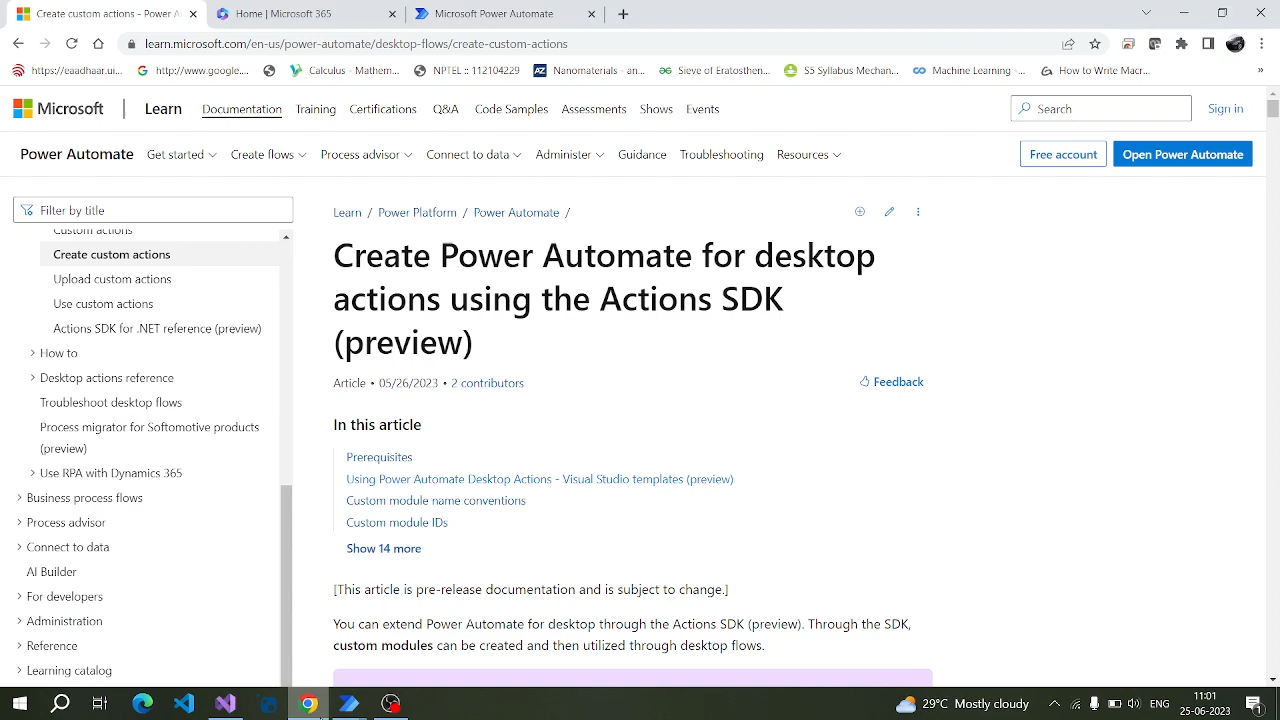 Create custom actions - Power A
Home | Microsoft 365
Microsoft Power Automate
learn.microsoft.com/en-us/power-automate/desktop-flows/create-custom-actions
https://eaadhar.ui...
http://www.google...
Calculus - Mathem...
NPTEL :: 112104229
Nanomaterials - an...
Sieve of Eratosthen...
S5 Syllabus Mechan...
Machine Learning -...
How to Write Macr...
»
Microsoft
Learn
Documentation
Training
Certifications
Q&A
Code Samples
Assessments
Shows
Events
Search
Sign in
Power Automate
Get started
Create flows
Process advisor
Connect to data
Administer
Guidance
Troubleshooting
Resources
Free account
Open Power Automate
Filter by title
Custom actions
Create custom actions
Upload custom actions
Use custom actions
Actions SDK for .NET reference (preview)
How to
Desktop actions reference
Troubleshoot desktop flows
Process migrator for Softomotive products
(preview)
Use RPA with Dynamics 365
Business process flows
Process advisor
Connect to data
AI Builder
For developers
Administration
Reference
Learning catalog
Learn / Power Platform / Power Automate /
Create Power Automate for desktop
actions using the Actions SDK
(preview)
Article • 05/26/2023 • 2 contributors
Feedback
In this article
Prerequisites
Using Power Automate Desktop Actions - Visual Studio templates (preview)
Custom module name conventions
Custom module IDs
Show 14 more
[This article is pre-release documentation and is subject to change.]
You can extend Power Automate for desktop through the Actions SDK (preview). Through the SDK,
custom modules can be created and then utilized through desktop flows.
29°C Mostly cloudy
ENG
11:01
25-06-2023